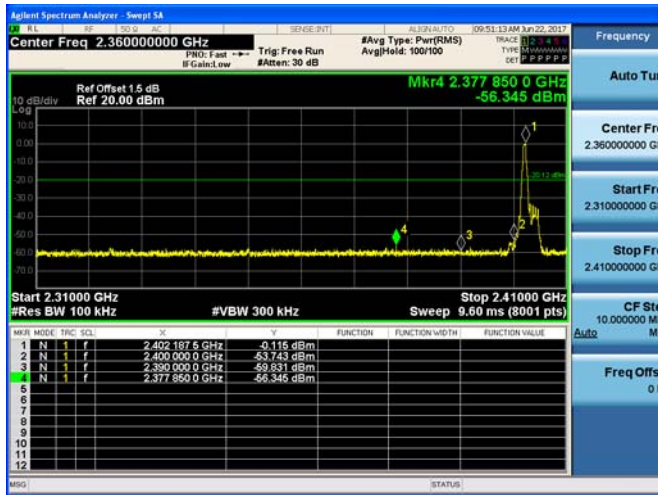 Agilent Spectrum Analyzer - Swept SA
RL RF 50 Ω AC SENSE:INT ALIGN AUTO 09:51:13 AM Jun 22, 2017
Center Freq 2.360000000 GHz
PNO: Fast
IFGain:Low
Trig: Free Run
#Atten: 30 dB
#Avg Type: Pwr(RMS)
Avg|Hold: 100/100
TRACE 1 2 3 4 5 6
TYPE
DET P P P P P P
Ref Offset 1.5 dB
10 dB/div Ref 20.00 dBm
Log
Mkr4 2.377 850 0 GHz
-56.345 dBm
10.0
0.00
-10.0
-20.0
-30.0
-40.0
-50.0
-60.0
-70.0
1
-20.12 dBm
2
3
4
Start 2.31000 GHz
Stop 2.41000 GHz
#Res BW 100 kHz
#VBW 300 kHz
Sweep 9.60 ms (8001 pts)
MKR MODE TRC SCL X Y FUNCTION FUNCTION WIDTH FUNCTION VALUE
1 N 1 f 2.402 187 5 GHz -0.115 dBm
2 N 1 f 2.400 000 0 GHz -53.743 dBm
3 N 1 f 2.390 000 0 GHz -59.831 dBm
4 N 1 f 2.377 850 0 GHz -56.345 dBm
5
6
7
8
9
10
11
12
MSG STATUS
Frequency
Auto Tu
Center Fr
2.360000000 G
Start Fr
2.310000000 G
Stop Fr
2.410000000 G
CF Ste
10.000000 M
Auto M
Freq Offs
0